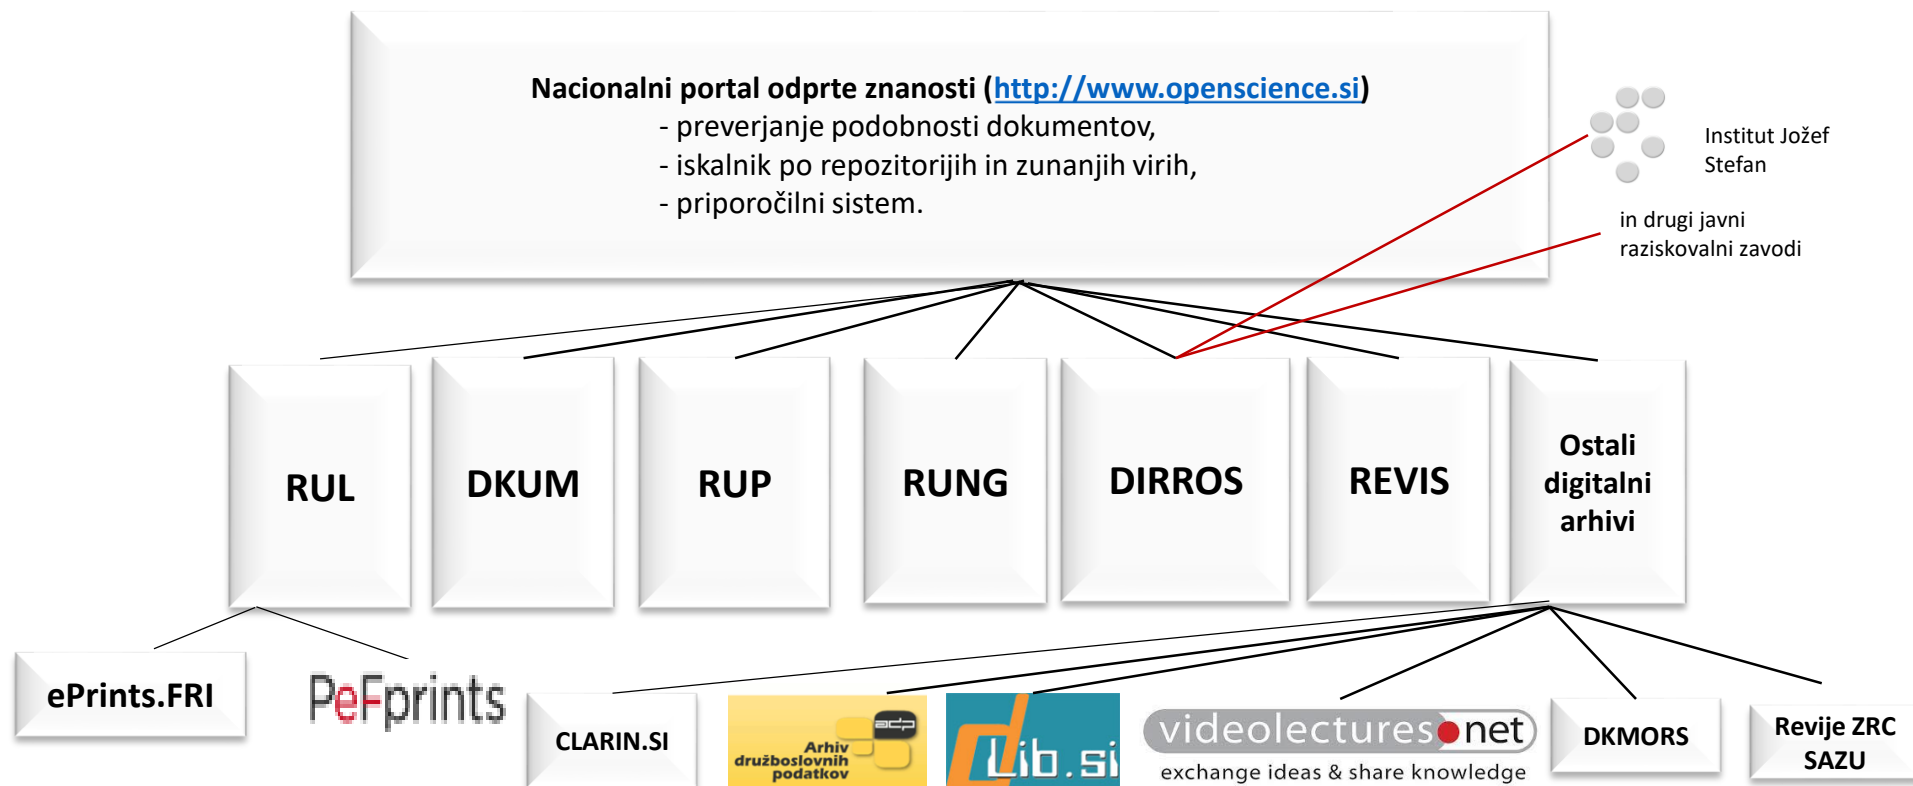 Nacionalni portal odprte znanosti (http://www.openscience.si)
- preverjanje podobnosti dokumentov,
- iskalnik po repozitorijih in zunanjih virih,
- priporočilni sistem.
Institut Jožef
Stefan
in drugi javni
raziskovalni zavodi
RUL
DKUM
RUP
RUNG
DIRROS
REVIS
Ostali
digitalni
arhivi
ePrints.FRI
PeFprints
CLARIN.SI
adp
Arhiv
družboslovnih
podatkov
dLib.si
videolectures net
exchange ideas & share knowledge
DKMORS
Revije ZRC
SAZU